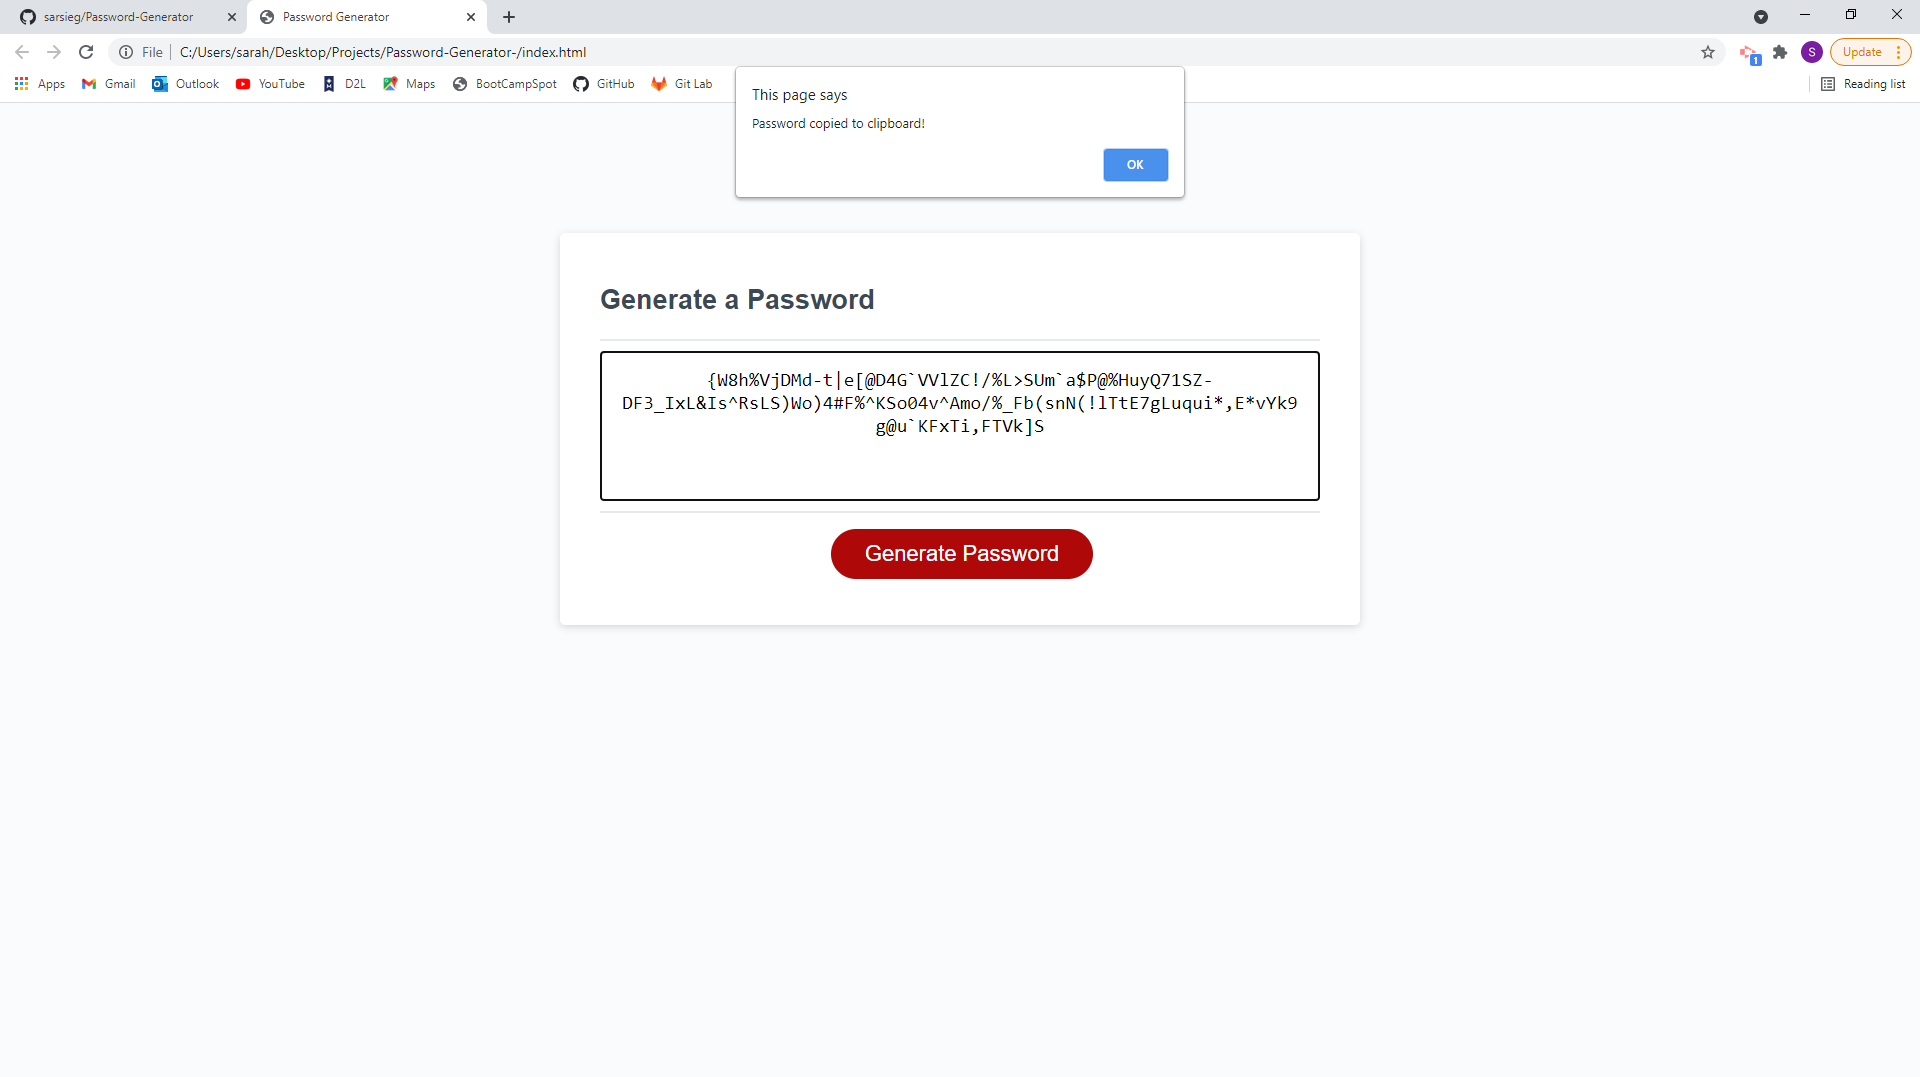 sarsieg/Password-Generator
Password Generator
File
C:/Users/sarah/Desktop/Projects/Password-Generator-/index.html
S
1
Update
Apps
Gmail
Outlook
YouTube
D2L
Maps
BootCampSpot
GitHub
Git Lab
Reading list
This page says
Password copied to clipboard!
OK
Generate a Password
{W8h%VjDMd-t|e[@D4G`VVlZC!/%L>SUm`a$P@%HuyQ71SZ-
DF3_IxL&Is^RsLS)Wo)4#F%^KSo04v^Amo/%_Fb(snN(!lTtE7gLuqui*,E*vYk9
g@u`KFxTi,FTVk]S
Generate Password